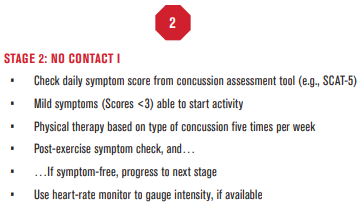 2
STAGE 2: NO CONTACT I
▪ Check daily symptom score from concussion assessment tool (e.g., SCAT-5)
▪ Mild symptoms (Scores <3) able to start activity
▪ Physical therapy based on type of concussion five times per week
▪ Post-exercise symptom check, and…
▪ …If symptom-free, progress to next stage
▪ Use heart-rate monitor to gauge intensity, if available